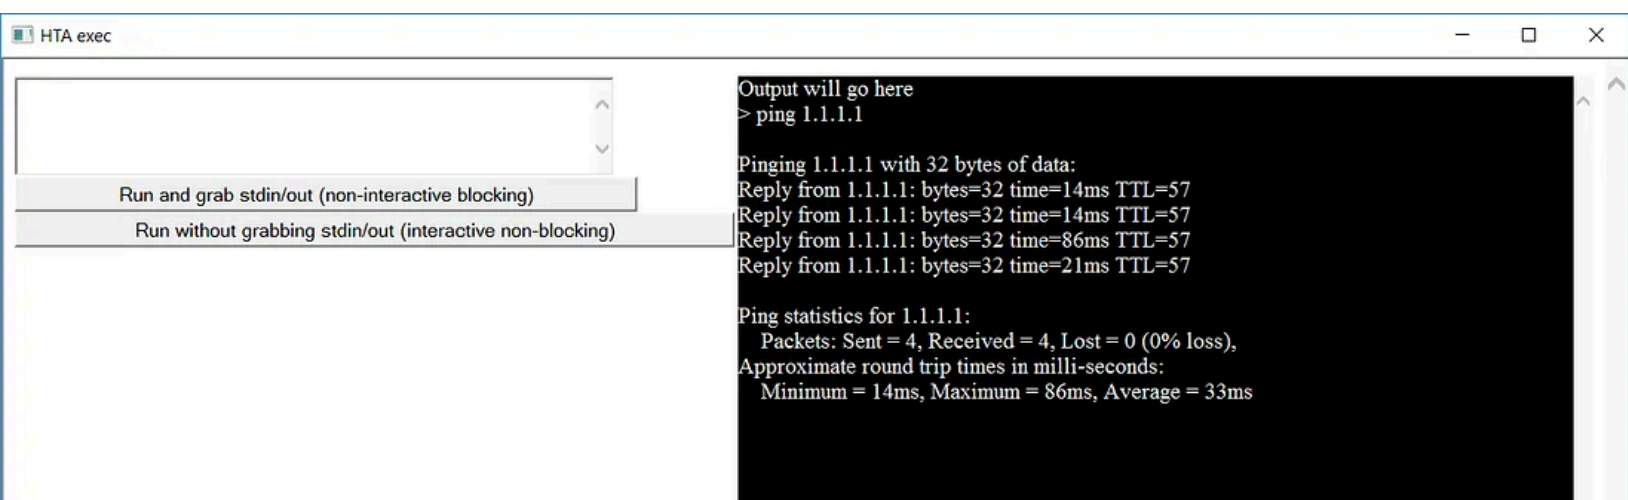 HTA exec
Run and grab stdin/out (non-interactive blocking)
Run without grabbing stdin/out (interactive non-blocking)
Output will go here
> ping 1.1.1.1
Pinging 1.1.1.1 with 32 bytes of data:
Reply from 1.1.1.1: bytes=32 time=14ms TTL=57
Reply from 1.1.1.1: bytes=32 time=14ms TTL=57
Reply from 1.1.1.1: bytes=32 time=86ms TTL=57
Reply from 1.1.1.1: bytes=32 time=21ms TTL=57
Ping statistics for 1.1.1.1:
Packets: Sent = 4, Received = 4, Lost = 0 (0% loss),
Approximate round trip times in milli-seconds:
Minimum = 14ms, Maximum = 86ms, Average = 33ms